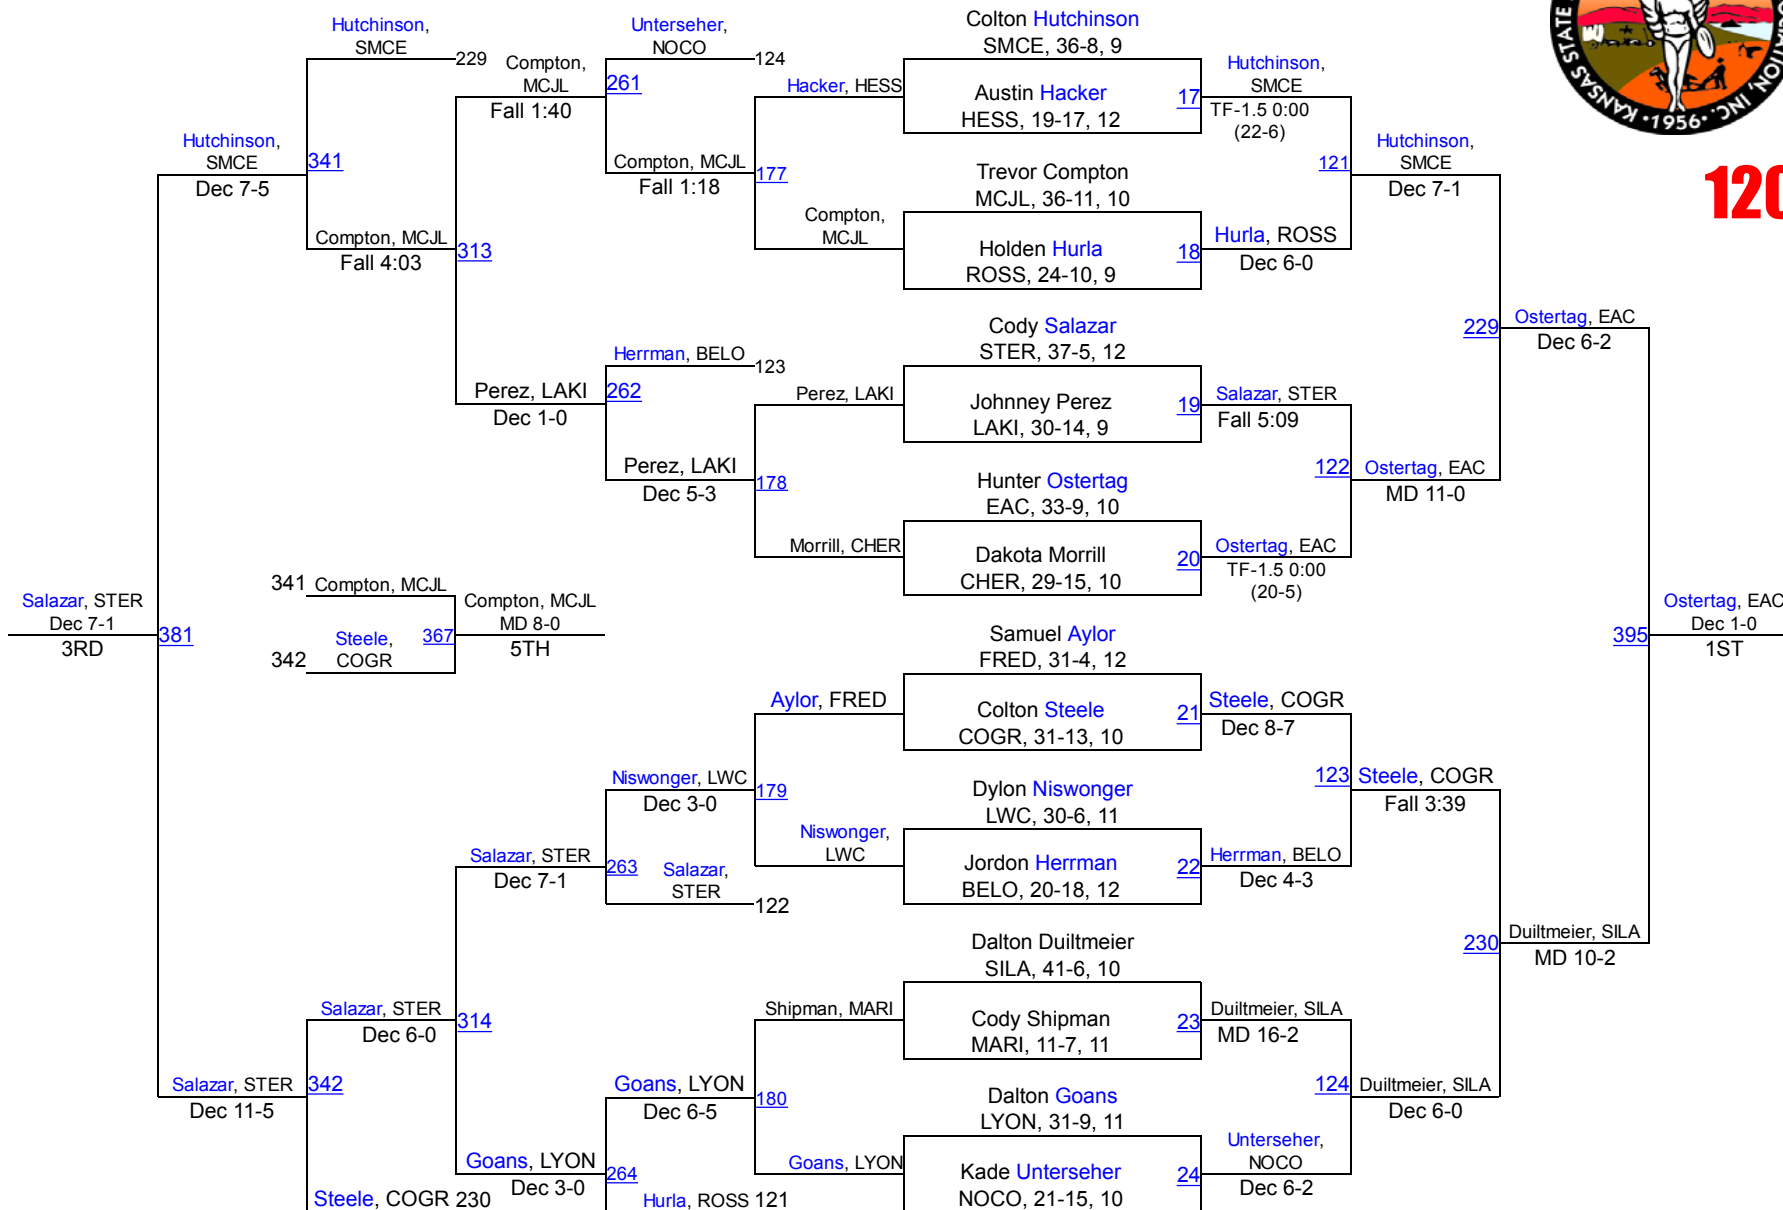 Hutchinson,
SMCE
229
Unterseher,
NOCO
124
Colton Hutchinson
SMCE, 36-8, 9
Compton,
MCJL
Fall 1:40
261
Hacker, HESS
Austin Hacker
HESS, 19-17, 12
17
Hutchinson,
SMCE
TF-1.5 0:00
(22-6)
KANSAS STATE
INC.
•1956•
120
Hutchinson,
SMCE
Dec 7-5
341
Compton, MCJL
Fall 1:18
177
Trevor Compton
MCJL, 36-11, 10
121
Hutchinson,
SMCE
Dec 7-1
Compton, MCJL
Fall 4:03
313
Compton,
MCJL
Holden Hurla
ROSS, 24-10, 9
18
Hurla, ROSS
Dec 6-0
Cody Salazar
STER, 37-5, 12
229
Ostertag, EAC
Dec 6-2
Herrman, BELO
123
Perez, LAKI
Dec 1-0
262
Perez, LAKI
Johnney Perez
LAKI, 30-14, 9
19
Salazar, STER
Fall 5:09
Perez, LAKI
Dec 5-3
178
Hunter Ostertag
EAC, 33-9, 10
122
Ostertag, EAC
MD 11-0
Morrill, CHER
Dakota Morrill
CHER, 29-15, 10
20
Ostertag, EAC
TF-1.5 0:00
(20-5)
Salazar, STER
Dec 7-1
3RD
381
341
Compton, MCJL
342
Steele,
COGR
367
Compton, MCJL
MD 8-0
5TH
Samuel Aylor
FRED, 31-4, 12
395
Ostertag, EAC
Dec 1-0
1ST
Aylor, FRED
Colton Steele
COGR, 31-13, 10
21
Steele, COGR
Dec 8-7
Niswonger, LWC
Dec 3-0
179
Dylon Niswonger
LWC, 30-6, 11
123
Steele, COGR
Fall 3:39
Salazar, STER
Dec 7-1
263
Salazar,
STER
122
Niswonger,
LWC
Jordon Herrman
BELO, 20-18, 12
22
Herrman, BELO
Dec 4-3
Dalton Duiltmeier
SILA, 41-6, 10
230
Duiltmeier, SILA
MD 10-2
Salazar, STER
Dec 6-0
314
Shipman, MARI
Cody Shipman
MARI, 11-7, 11
23
Duiltmeier, SILA
MD 16-2
Salazar, STER
Dec 11-5
342
Goans, LYON
Dec 6-5
180
Dalton Goans
LYON, 31-9, 11
124
Duiltmeier, SILA
Dec 6-0
Goans, LYON
Dec 3-0
264
Goans, LYON
Kade Unterseher
NOCO, 21-15, 10
24
Unterseher,
NOCO
Dec 6-2
Steele, COGR 230
Hurla, ROSS 121